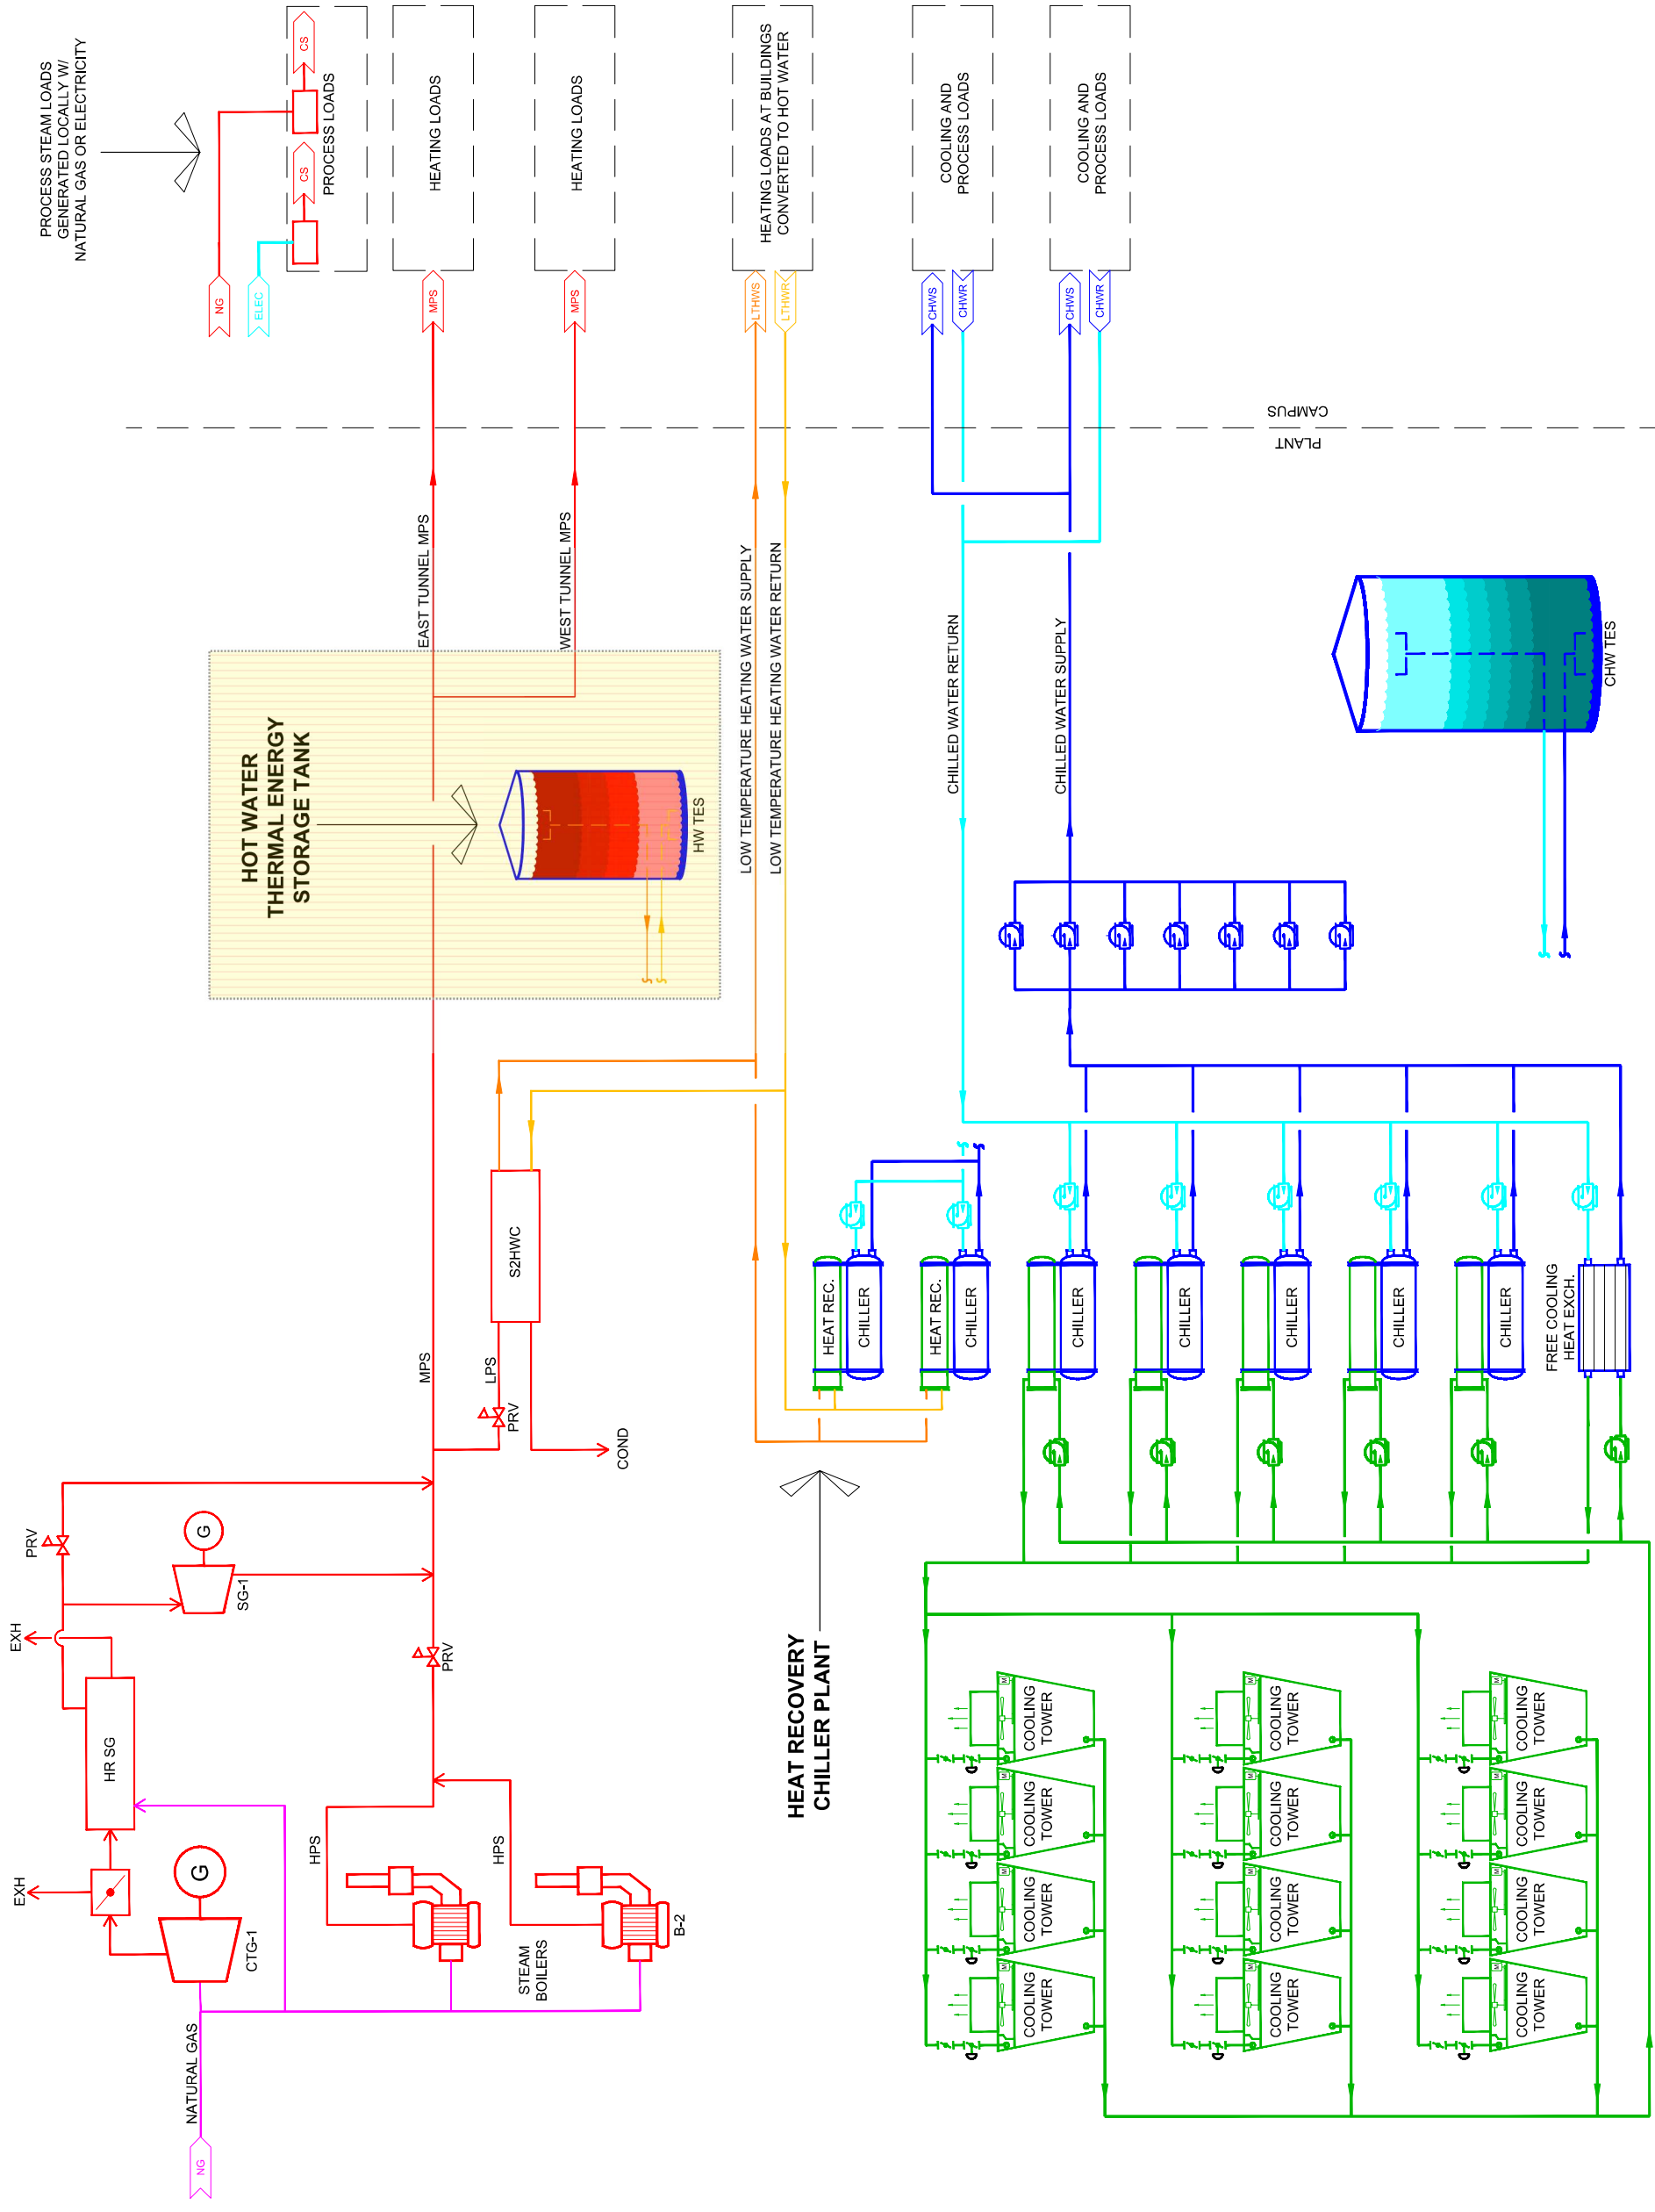 NG
NATURAL GAS
CTG-1
G
EXH
HR SG
EXH
PRV
SG-1
G
HPS
HPS
STEAM
BOILERS
B-2
PRV
MPS
LPS
PRV
COND
S2HWC
HOT WATER
THERMAL ENERGY
STORAGE TANK
HW TES
EAST TUNNEL MPS
WEST TUNNEL MPS
LOW TEMPERATURE HEATING WATER SUPPLY
LOW TEMPERATURE HEATING WATER RETURN
PROCESS STEAM LOADS
GENERATED LOCALLY W/
NATURAL GAS OR ELECTRICITY
NG
ELEC
CS
CS
PROCESS LOADS
MPS
HEATING LOADS
MPS
HEATING LOADS
LTHWS
LTHWR
HEATING LOADS AT BUILDINGS
CONVERTED TO HOT WATER
CHWS
CHWR
COOLING AND
PROCESS LOADS
CHWS
CHWR
COOLING AND
PROCESS LOADS
PLANT
CAMPUS
CHILLED WATER RETURN
CHILLED WATER SUPPLY
CHW TES
HEAT RECOVERY
CHILLER PLANT
HEAT REC.
CHILLER
HEAT REC.
CHILLER
CHILLER
CHILLER
CHILLER
CHILLER
CHILLER
FREE COOLING
HEAT EXCH.
M
COOLING
TOWER
M
COOLING
TOWER
M
COOLING
TOWER
M
COOLING
TOWER
M
COOLING
TOWER
M
COOLING
TOWER
M
COOLING
TOWER
M
COOLING
TOWER
M
COOLING
TOWER
M
COOLING
TOWER
M
COOLING
TOWER
M
COOLING
TOWER